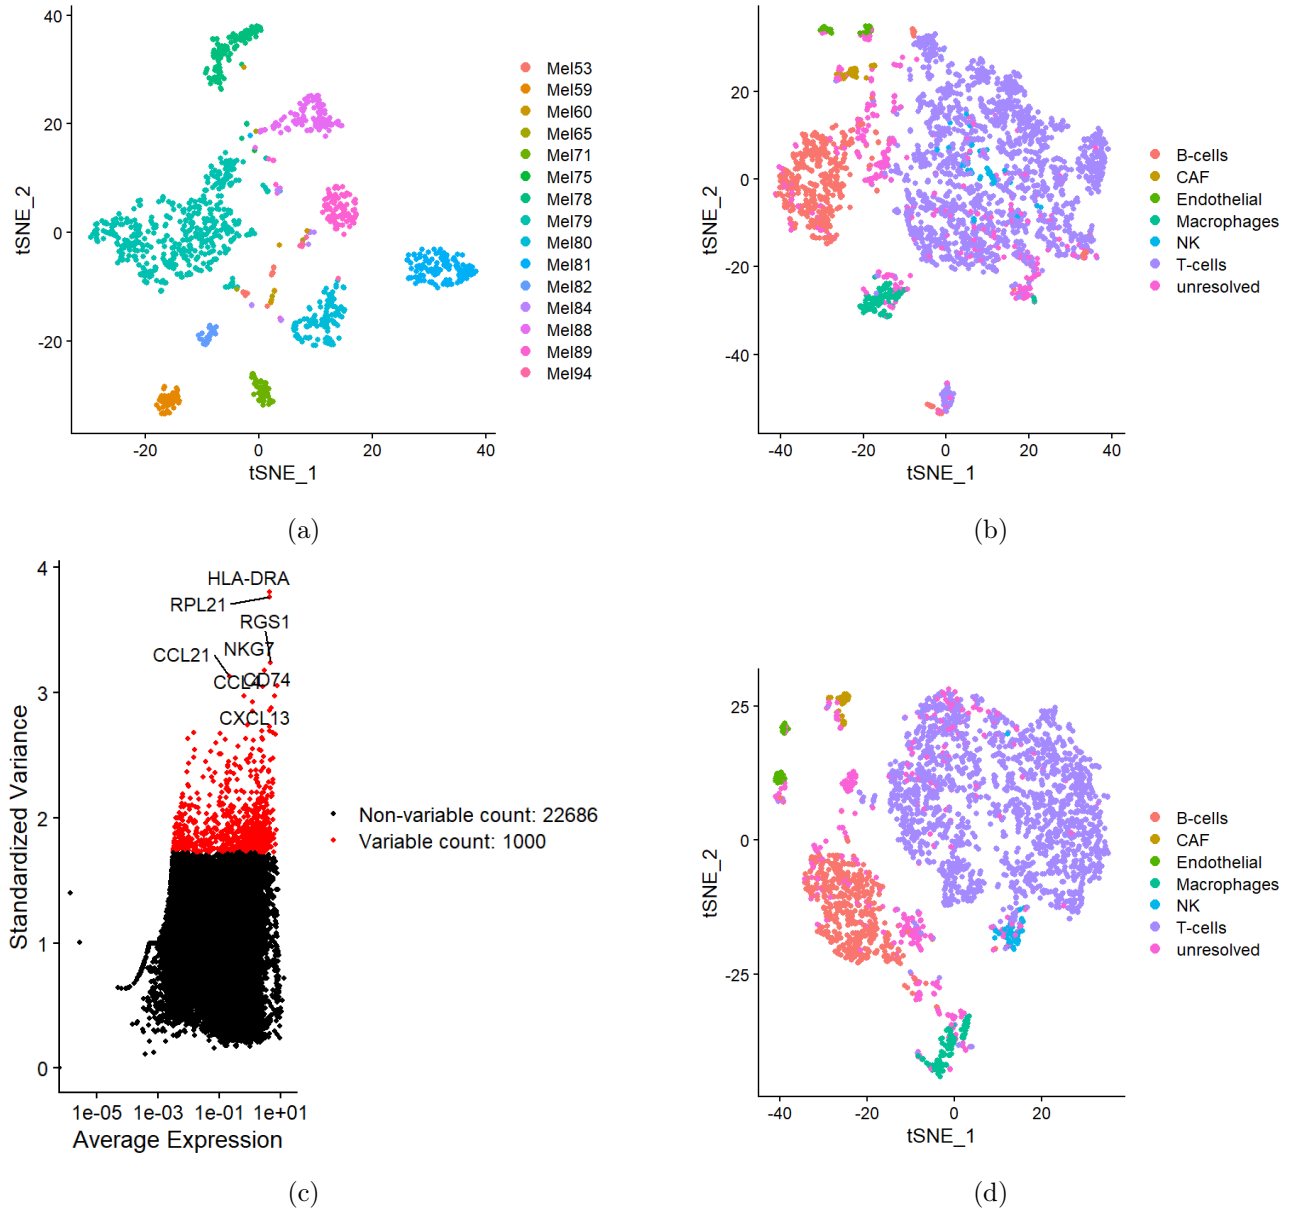 40
20
0
-20
tSNE_2
-20
0
20
40
tSNE_1
Mel53
Mel59
Mel60
Mel65
Mel71
Mel75
Mel78
Mel79
Mel80
Mel81
Mel82
Mel84
Mel88
Mel89
Mel94
(a)
20
0
-20
-40
tSNE_2
-40
-20
0
20
40
tSNE_1
B-cells
CAF
Endothelial
Macrophages
NK
T-cells
unresolved
(b)
4
3
2
1
0
Standardized Variance
HLA-DRA
RPL21
RGS1
NKG7
CCL21
CCL4
CD74
CXCL13
1e-05 1e-03 1e-01 1e+01
Average Expression
Non-variable count: 22686
Variable count: 1000
(c)
25
0
-25
tSNE_2
-40
-20
0
20
tSNE_1
B-cells
CAF
Endothelial
Macrophages
NK
T-cells
unresolved
(d)